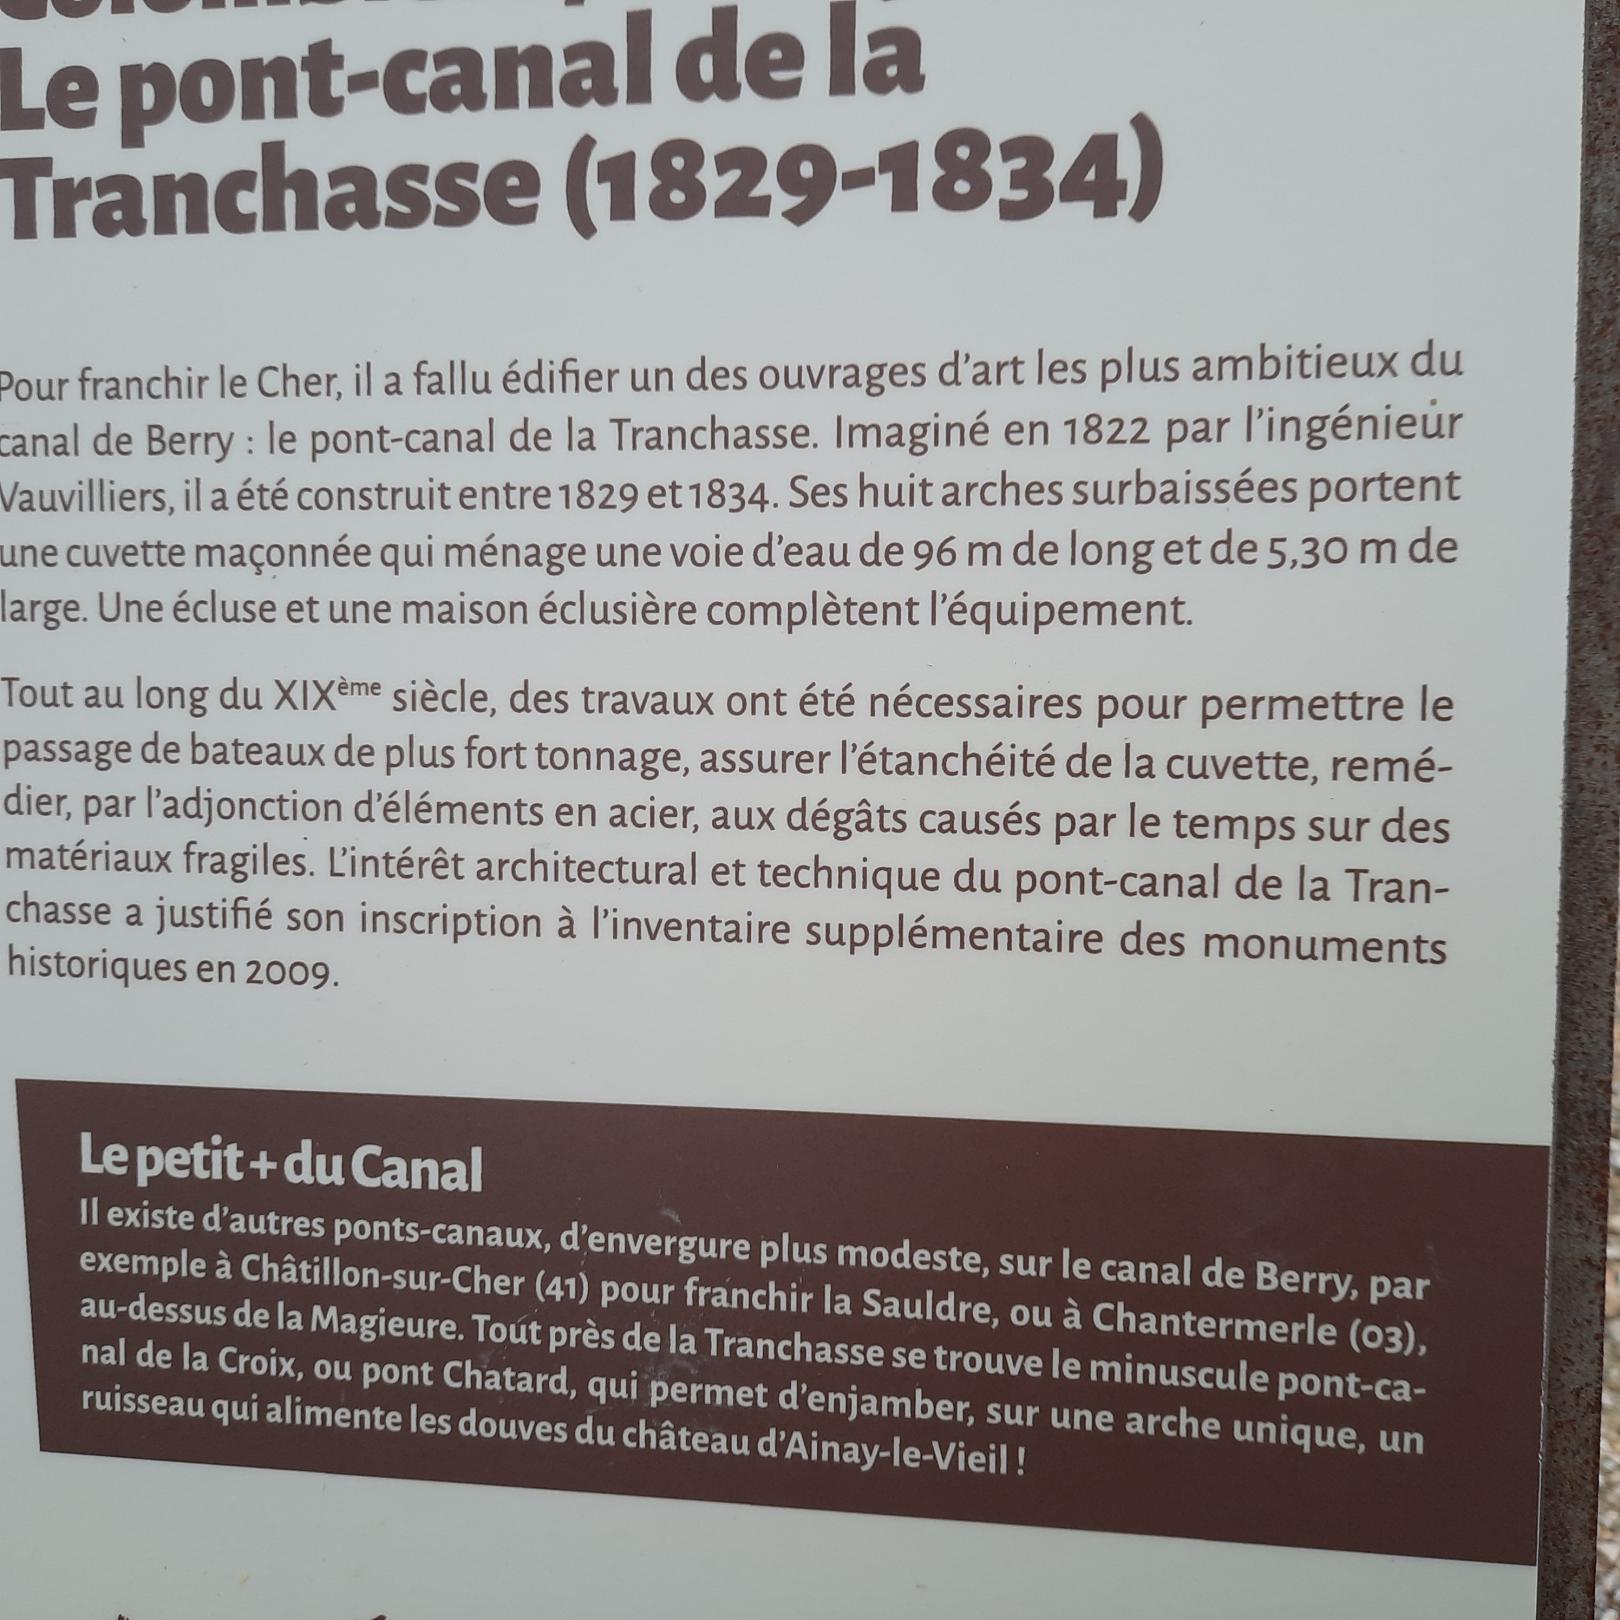 Le pont-canal de la
Tranchasse (1829-1834)
Pour franchir le Cher, il a fallu édifier un des ouvrages d'art les plus ambitieux du
canal de Berry : le pont-canal de la Tranchasse. Imaginé en 1822 par l'ingénieur
Vauvilliers, il a été construit entre 1829 et 1834. Ses huit arches surbaissées portent
une cuvette maçonnée qui ménage une voie d'eau de 96 m de long et de 5,30 m de
large. Une écluse et une maison éclusière complètent l'équipement.
Tout au long du XIXème siècle, des travaux ont été nécessaires pour permettre le
passage de bateaux de plus fort tonnage, assurer l'étanchéité de la cuvette, remé-
dier, par l'adjonction d'éléments en acier, aux dégâts causés par le temps sur des
matériaux fragiles. L'intérêt architectural et technique du pont-canal de la Tran-
chasse a justifié son inscription à l'inventaire supplémentaire des monuments
historiques en 2009.
Le petit + du Canal
Il existe d'autres ponts-canaux, d'envergure plus modeste, sur le canal de Berry, par
exemple à Châtillon-sur-Cher (41) pour franchir la Sauldre, ou à Chantermerle (03),
au-dessus de la Magieure. Tout près de la Tranchasse se trouve le minuscule pont-ca-
nal de la Croix, ou pont Chatard, qui permet d'enjamber, sur une arche unique, un
ruisseau qui alimente les douves du château d'Ainay-le-Vieil !